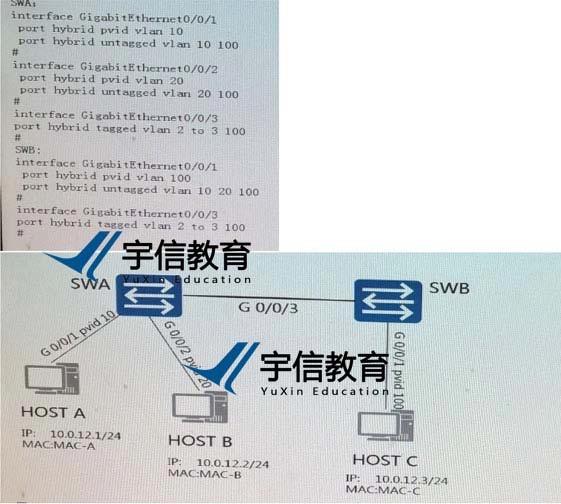 SWA:
interface GigabitEthernet0/0/1
port hybrid pvid vlan 10
port hybrid untagged vlan 10 100
#
interface GigabitEthernet0/0/2
port hybrid pvid vlan 20
port hybrid untagged vlan 20 100
#
interface GigabitEthernet0/0/3
port hybrid tagged vlan 2 to 3 100
#
SWB:
interface GigabitEthernet0/0/1
port hybrid pvid vlan 100
port hybrid untagged vlan 10 20 100
#
interface GigabitEthernet0/0/3
port hybrid tagged vlan 2 to 3 100
#
宇信教育
YuXin Education
SWA
SWB
G 0/0/3
G 0/0/1 pvid 10
G 0/0/2 pvid 20
G 0/0/1 pvid 100
宇信教育
YuXin Education
HOST A
IP: 10.0.12.1/24
MAC:MAC-A
HOST B
IP: 10.0.12.2/24
MAC:MAC-B
HOST C
IP: 10.0.12.3/24
MAC:MAC-C